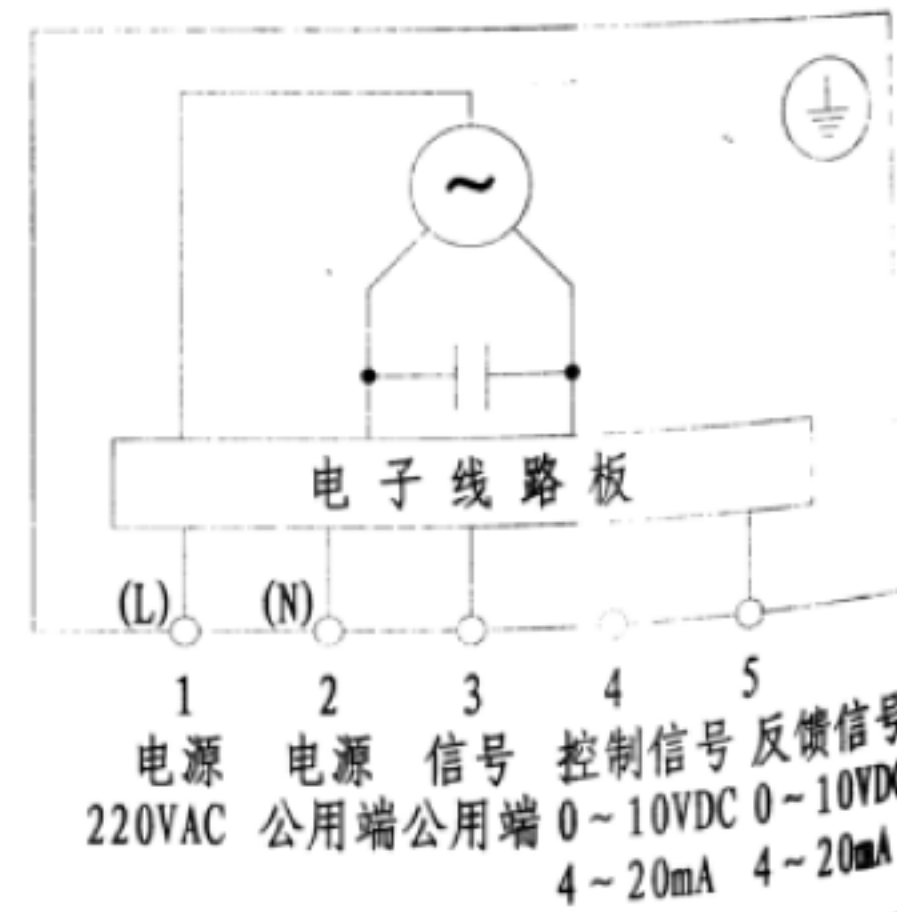 ~
电子线路板
(L) (N)
1 2 3 4 5
电源 电源 信号 控制信号 反馈信号
220VAC 公用端 公用端 0~10VDC 0~10VDC
4~20mA 4~20mA